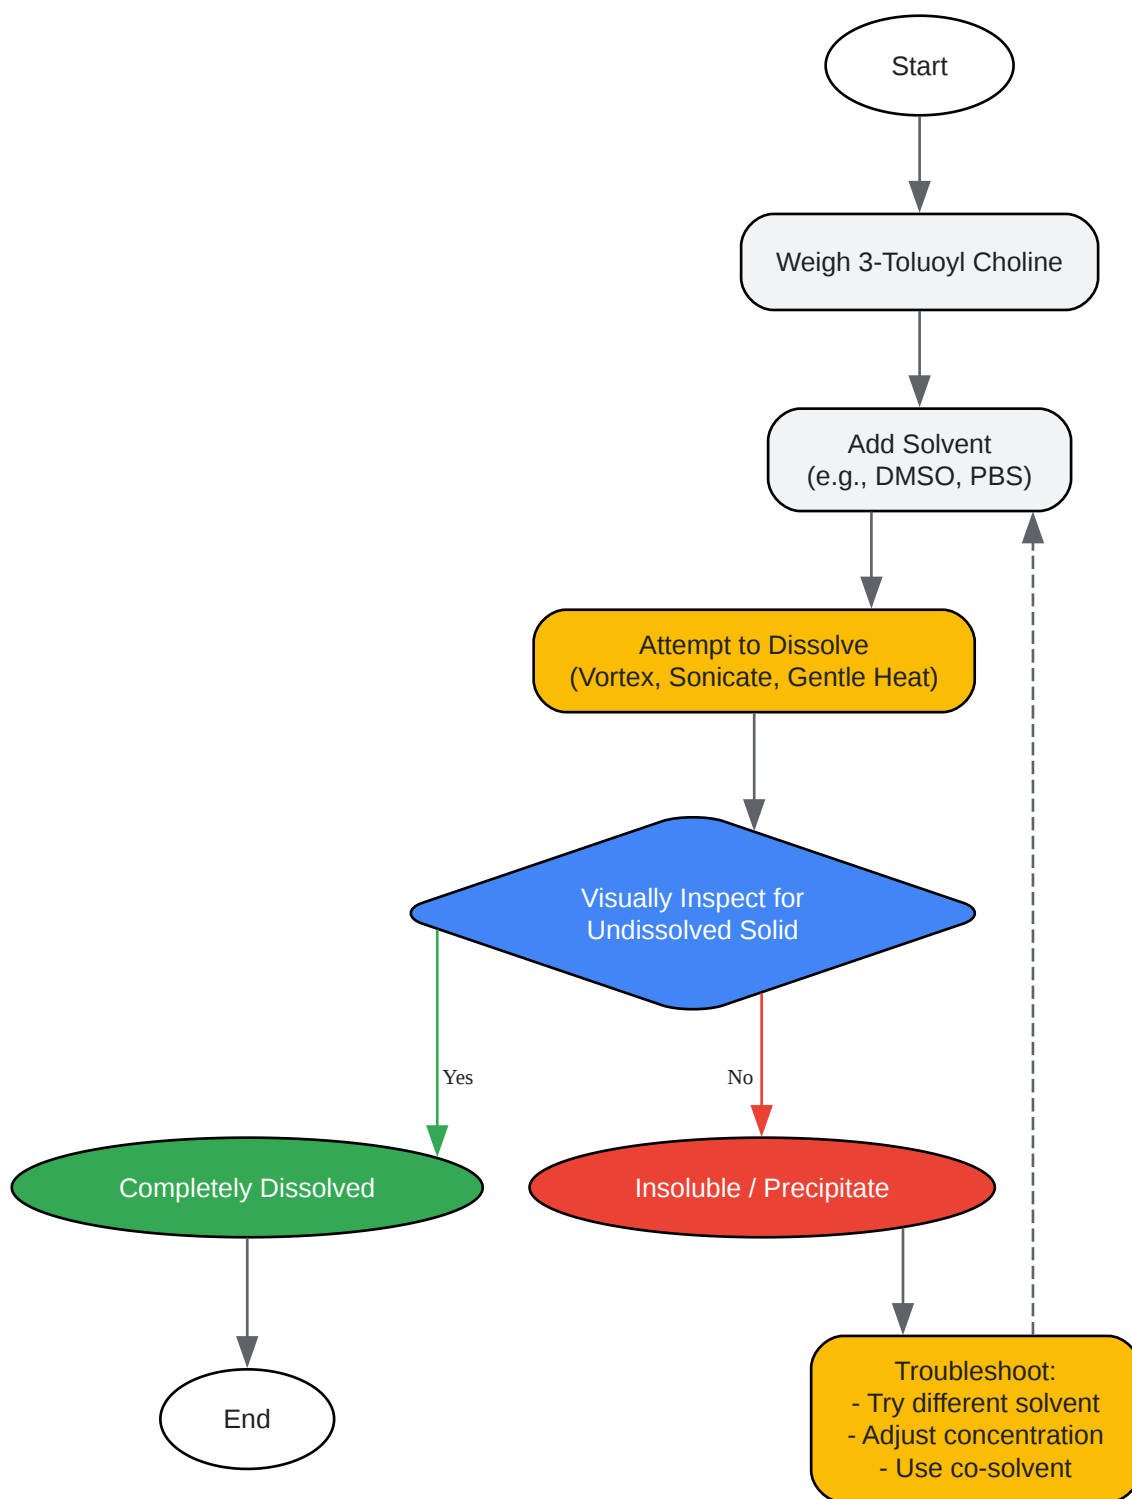 Start
Weigh 3-Toluoyl Choline
Add Solvent
(e.g., DMSO, PBS)
Attempt to Dissolve
(Vortex, Sonicate, Gentle Heat)
Visually Inspect for
Undissolved Solid
Yes
No
Completely Dissolved
Insoluble / Precipitate
End
Troubleshoot:
- Try different solvent
- Adjust concentration
- Use co-solvent